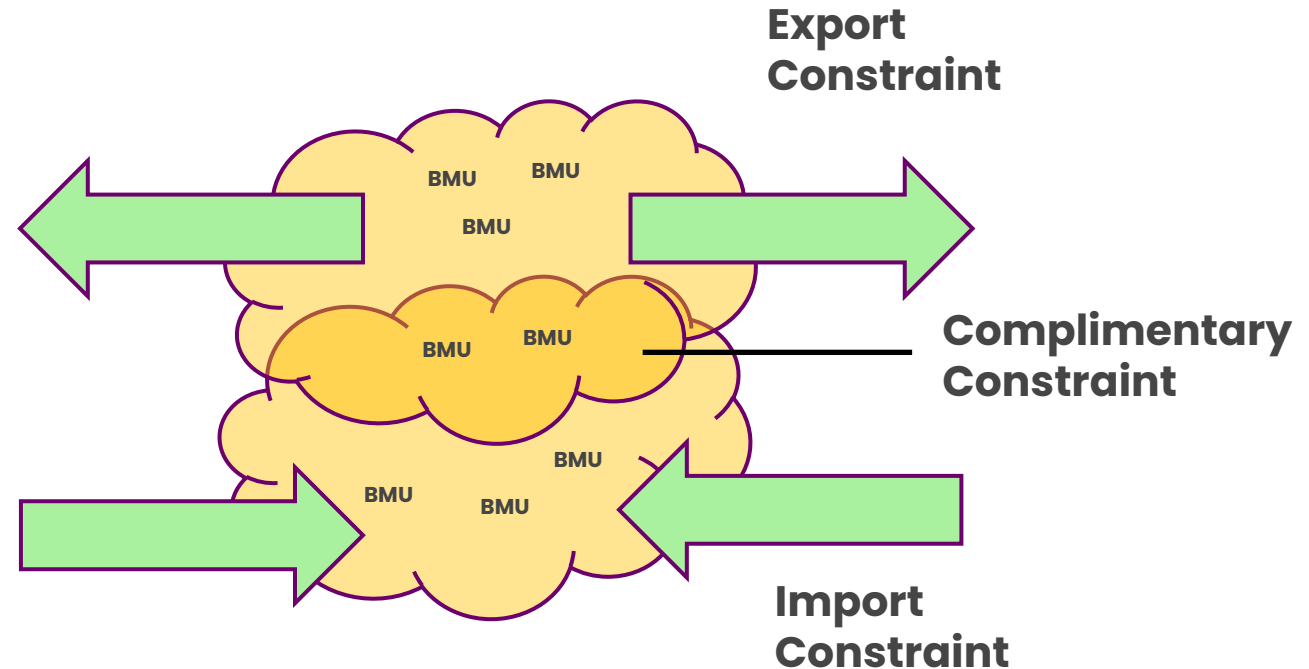 Export
Constraint
BMU
BMU
BMU
BMU
BMU
Complimentary
Constraint
BMU
BMU
BMU
Import
Constraint